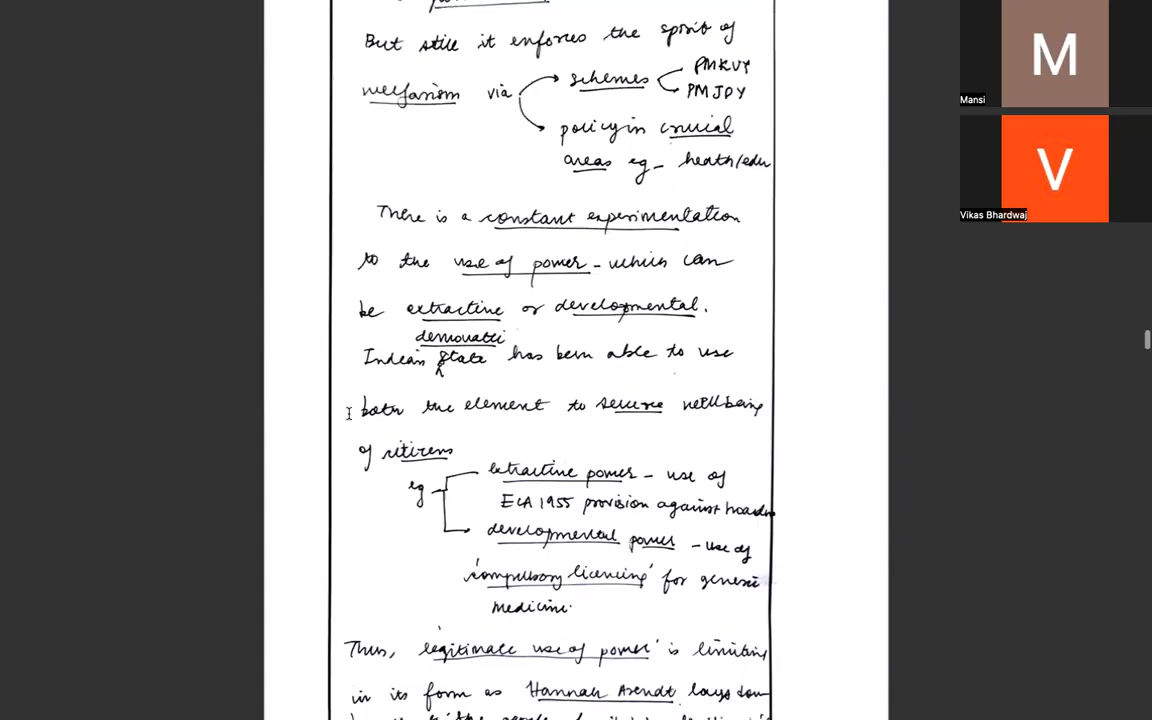 But still it enforces the spirit of
welfarism via schemes PMKVY
PMJDY
policy in crucial
areas eg - health/edu
There is a constant experimentation
to the use of power - which can
be extractive or developmental.
democratic
Indian State has been able to use
both the element to secure wellbeing
of citizens
eg extractive power - use of
ECA 1955 provision against
developmental power - use of
'compulsory licencing' for generic
medicine.
Thus, 'legitimate use of power' is limiting
in its form as Hannah Arendt lays down
M
Mansi
V
Vikas Bhardwaj